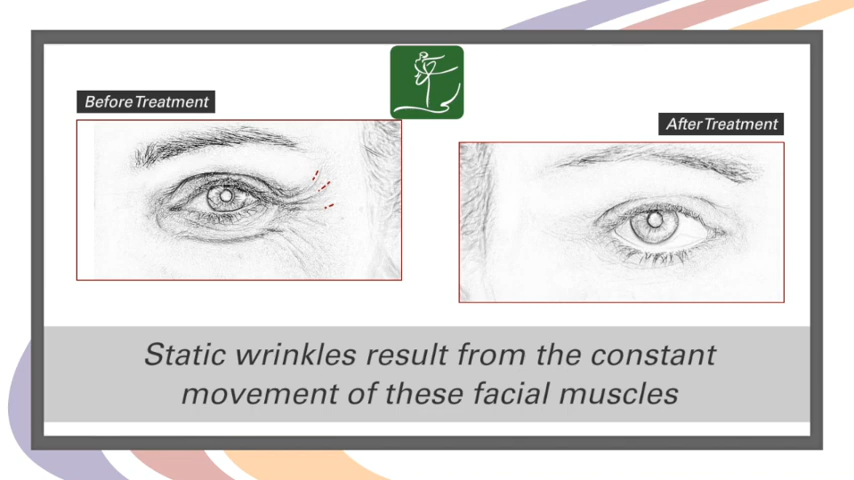 Before Treatment
After Treatment
Static wrinkles result from the constant
movement of these facial muscles